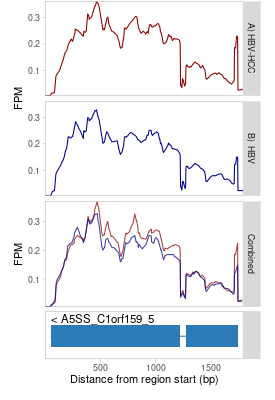 0.3
0.2
0.1
A) HBV-HCC
FPM
0.3
0.2
0.1
B) HBV
0.3
0.2
0.1
Combined
FPM
< A5SS_C1orf159_5
500
1000
1500
Distance from region start (bp)